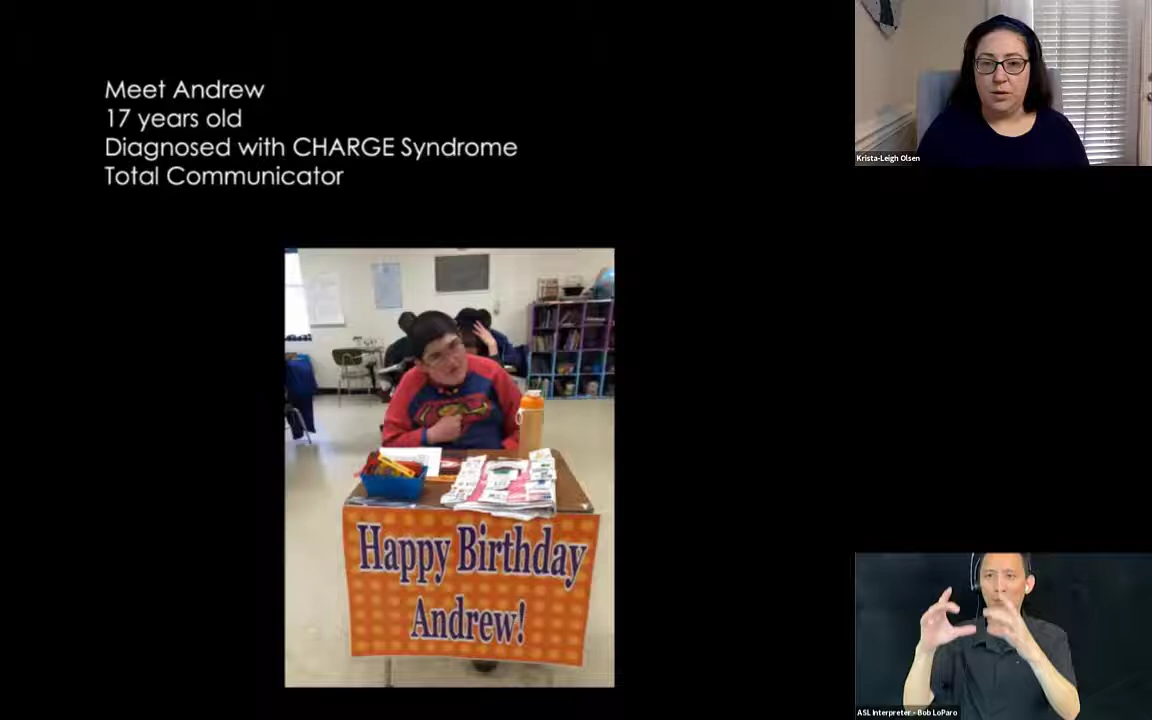 Meet Andrew
17 years old
Diagnosed with CHARGE Syndrome
Total Communicator
Krista-Leigh Olsen
Happy Birthday
Andrew!
ASL Interpreter - Bob LoParo